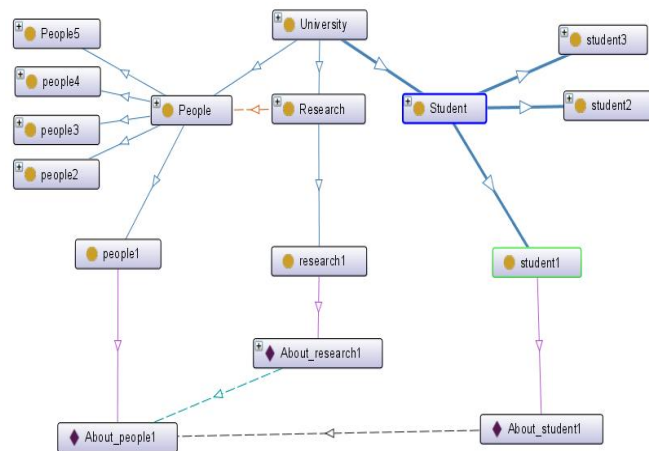 University
People5
student3
people4
People
Research
Student
student2
people3
people2
people1
research1
student1
About_research1
About_people1
About_student1